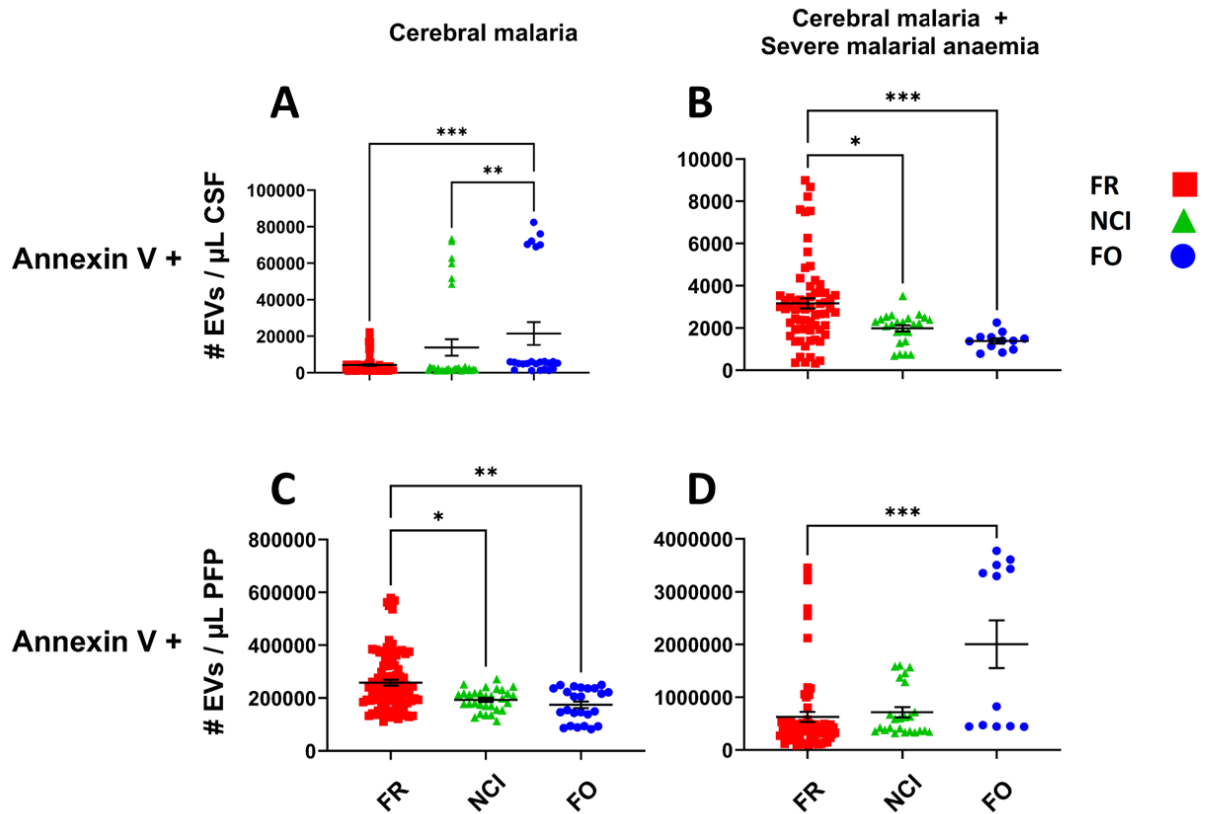 Cerebral malaria
Cerebral malaria +
Severe malarial anaemia
A
***
**
Annexin V +
# EVs / µL CSF
100000
80000
60000
40000
20000
0
B
***
*
10000
8000
6000
4000
2000
0
FR
NCI
FO
C
**
*
Annexin V +
# EVs / µL PFP
800000
600000
400000
200000
0
FR
NCI
FO
D
***
4000000
3000000
2000000
1000000
0
FR
NCI
FO